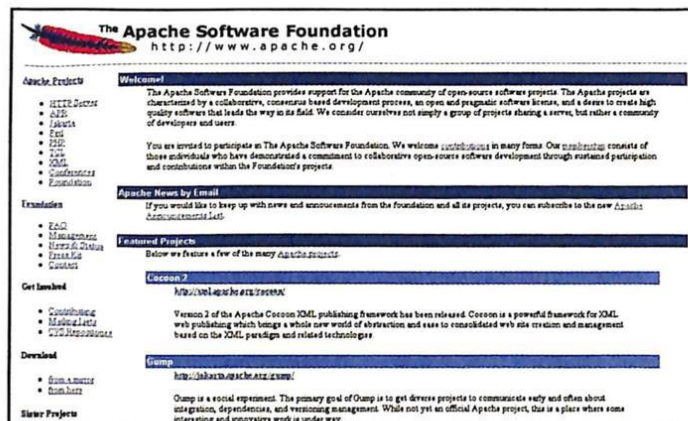 The Apache Software Foundation
http://www.apache.org/
Apache Projects
HTTP Server
APR
Jakarta
Perl
PHP
TCL
XML
Conferences
Foundation
Foundation
FAQ
Management
News & Status
Press Kit
Contact
Get Involved
Contributing
Mailing Lists
CVS Repositories
Download
from a mirror
from here
Sister Projects
Welcome!
The Apache Software Foundation provides support for the Apache community of open-source software projects. The Apache projects are
characterized by a collaborative, consensus based development process, an open and pragmatic software license, and a desire to create high
quality software that leads the way in its field. We consider ourselves not simply a group of projects sharing a server, but rather a community
of developers and users.
You are invited to participate in The Apache Software Foundation. We welcome contributions in many forms. Our membership consists of
those individuals who have demonstrated a commitment to collaborative open-source software development through sustained participation
and contributions within the Foundation's projects.
Apache News by Email
If you would like to keep up with news and annoucements from the foundation and all its projects, you can subscribe to the new Apache
Announcements List.
Featured Projects
Below we feature a few of the many Apache projects.
Cocoon 2
http://xml.apache.org/cocoon/
Version 2 of the Apache Cocoon XML publishing framework has been released. Cocoon is a powerful framework for XML
web publishing which brings a whole new world of abstraction and ease to consolidated web site creation and management
based on the XML paradigm and related technologies.
Gump
http://jakarta.apache.org/gump/
Gump is a social experiment. The primary goal of Gump is to get diverse projects to communicate early and often about
integration, dependencies, and versioning management. While not yet an official Apache project, this is a place where some
interesting and innovative work is under way.